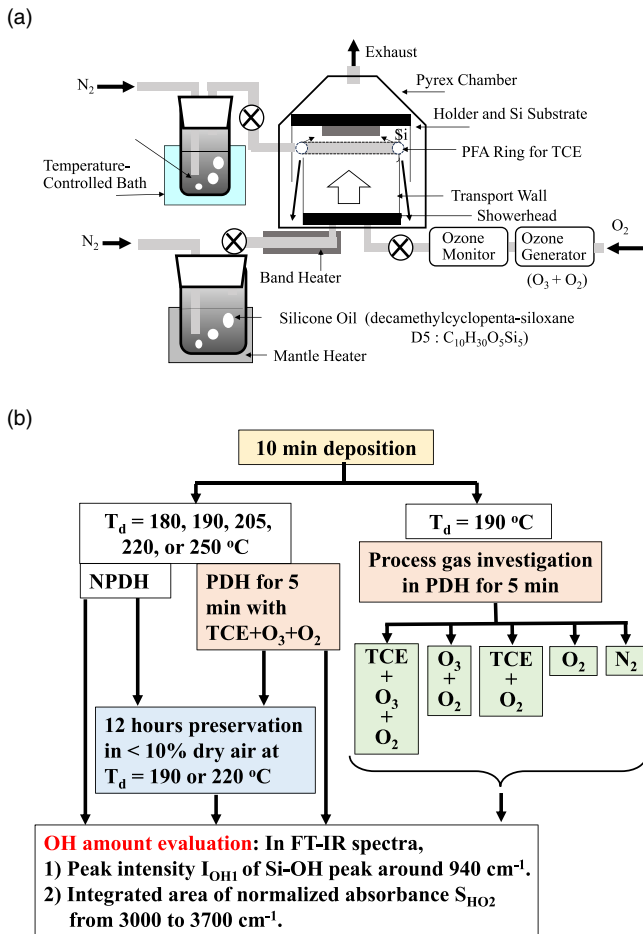 (a)
Exhaust
N₂
Pyrex Chamber
Holder and Si Substrate
Si
PFA Ring for TCE
Temperature-
Controlled Bath
Transport Wall
Showerhead
N₂
O₂
Ozone
Monitor
Ozone
Generator
Band Heater
(O₃ + O₂)
Silicone Oil (decamethylcyclopenta-siloxane
D5 : C₁₀H₃₀O₅Si₅)
Mantle Heater
(b)
10 min deposition
T_d = 180, 190, 205,
220, or 250 °C
T_d = 190 °C
NPDH
PDH for 5
min with
TCE+O₃+O₂
Process gas investigation
in PDH for 5 min
TCE
+
O₃
+
O₂
O₃
+
O₂
TCE
+
O₂
O₂
N₂
12 hours preservation
in < 10% dry air at
T_d = 190 or 220 °C
OH amount evaluation: In FT-IR spectra,
1) Peak intensity I_OH1 of Si-OH peak around 940 cm⁻¹.
2) Integrated area of normalized absorbance S_HO2
from 3000 to 3700 cm⁻¹.